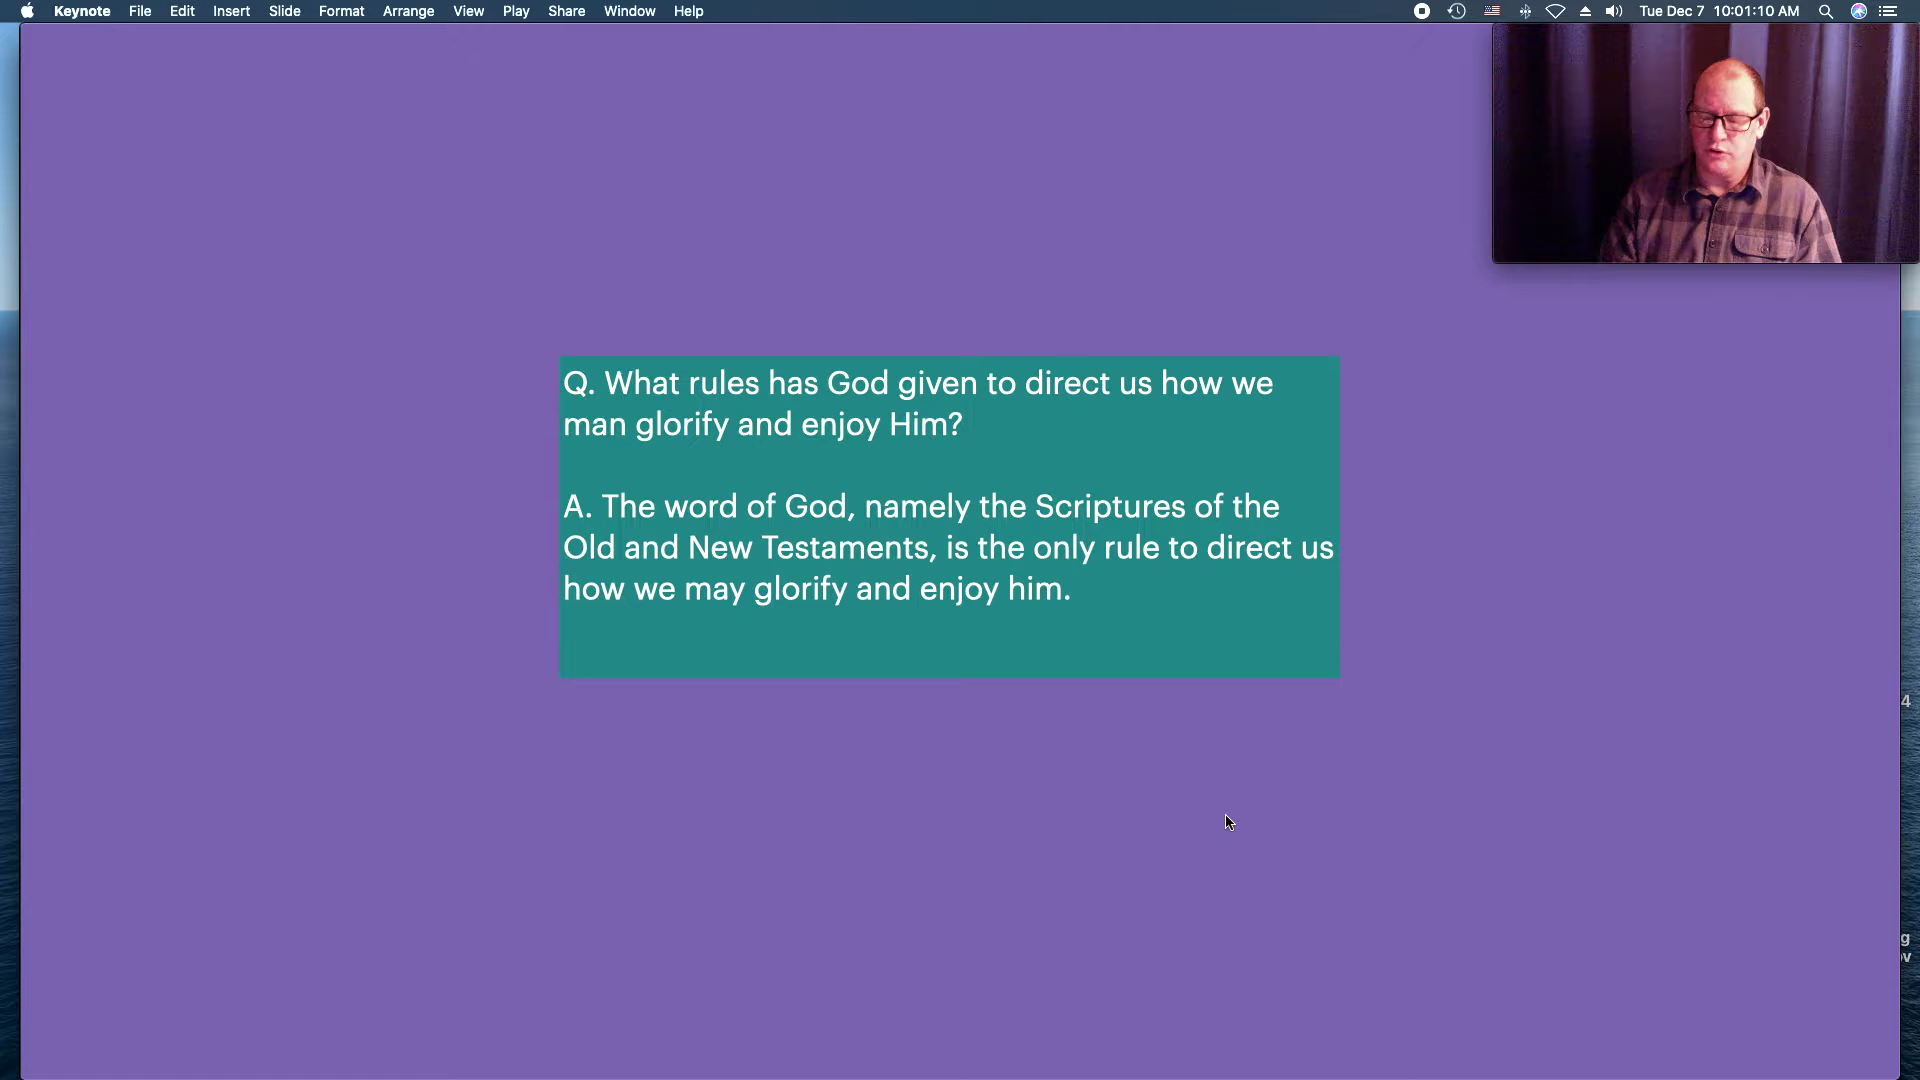 Keynote File Edit Insert Slide Format Arrange View Play Share Window Help Tue Dec 7 10:01:10 AM
Q. What rules has God given to direct us how we
man glorify and enjoy Him?
A. The word of God, namely the Scriptures of the
Old and New Testaments, is the only rule to direct us
how we may glorify and enjoy him.
4
g